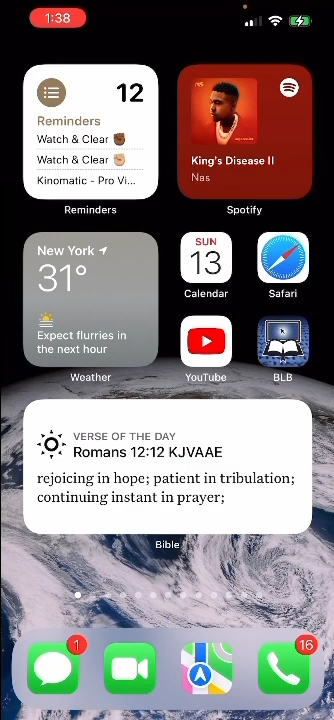 1:38
12
Reminders
Watch & Clear
Watch & Clear
Kinomatic - Pro Vi...
Reminders
King's Disease II
Nas
Spotify
New York
31°
Expect flurries in
the next hour
Weather
SUN
13
Calendar
Safari
YouTube
BLB
VERSE OF THE DAY
Romans 12:12 KJVAAE
rejoicing in hope; patient in tribulation;
continuing instant in prayer;
Bible
1
16